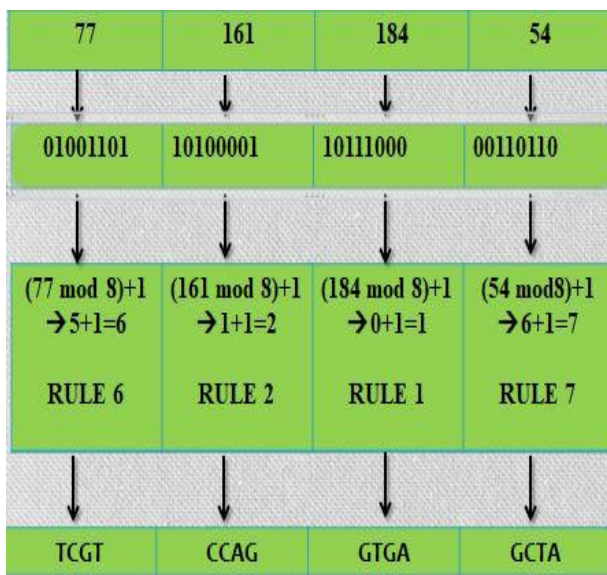 77 161 184 54
01001101 10100001 10111000 00110110
(77 mod 8)+1 (161 mod 8)+1 (184 mod 8)+1 (54 mod8)+1
→5+1=6 →1+1=2 →0+1=1 →6+1=7
RULE 6 RULE 2 RULE 1 RULE 7
TCGT CCAG GTGA GCTA